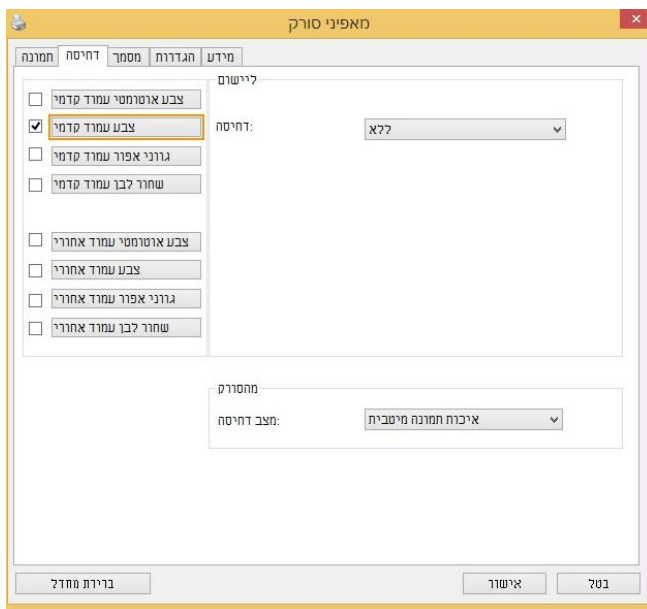 מאפיני סורק
תמונה
דחיסה
מסמך
הגדרות
מידע
צבע אוטומטי עמוד קדמי
צבע עמוד קדמי
גווני אפור עמוד קדמי
שחור לבן עמוד קדמי
צבע אוטומטי עמוד אחורי
צבע עמוד אחורי
גווני אפור עמוד אחורי
שחור לבן עמוד אחורי
ליישום
דחיסה:
ללא
מהסורק
מצב דחיסה:
איכות תמונה מיטבית
ברירת מחדל
אישור
בטל